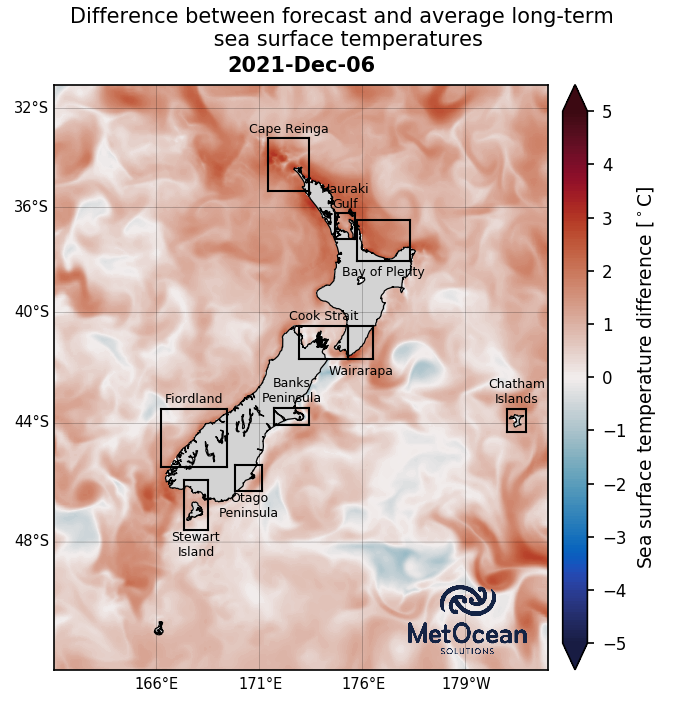 Difference between forecast and average long-term
sea surface temperatures
2021-Dec-06
32°S
36°S
40°S
44°S
48°S
Cape Reinga
Hauraki
Gulf
Bay of Plenty
Cook Strait
Wairarapa
Banks
Peninsula
Fiordland
Chatham
Islands
Otago
Peninsula
Stewart
Island
MetOcean
SOLUTIONS
166°E
171°E
176°E
179°W
5
4
3
2
1
0
−1
−2
−3
−4
−5
Sea surface temperature difference [°C]